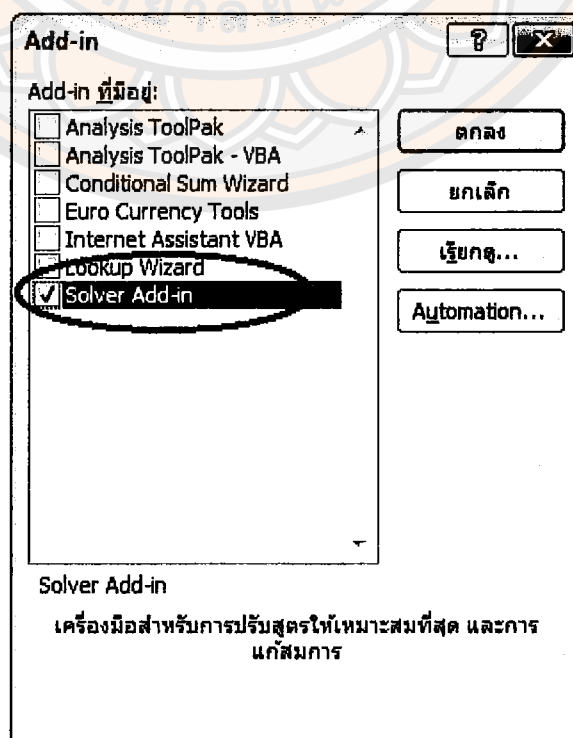 Add-in
Add-in ที่มีอยู่:
Analysis ToolPak
Analysis ToolPak - VBA
Conditional Sum Wizard
Euro Currency Tools
Internet Assistant VBA
Lookup Wizard
Solver Add-in
ตกลง
ยกเลิก
เรียกดู...
Automation...
Solver Add-in
เครื่องมือสำหรับการปรับสูตรให้เหมาะสมที่สุด และการ
แก้สมการ